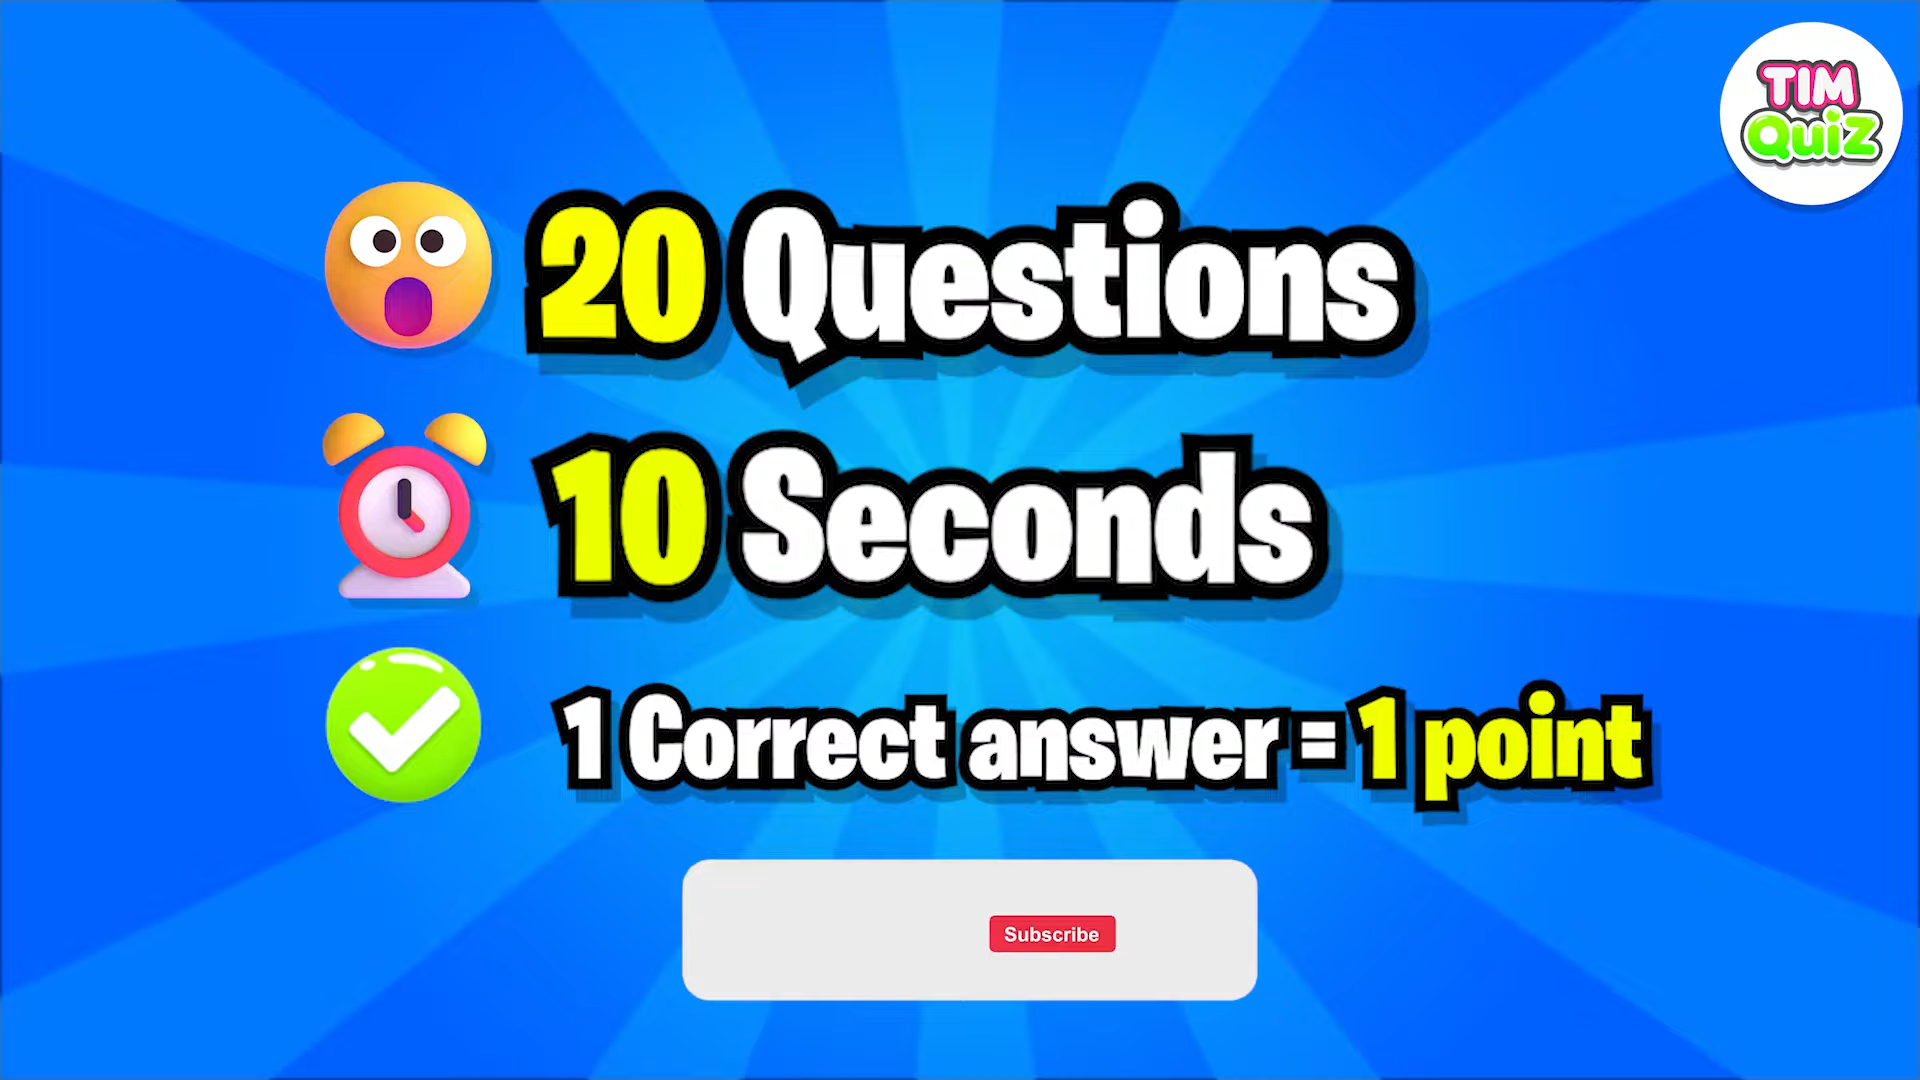 TIM
QuiZ
20 Questions
10 Seconds
1 Correct answer = 1 point
Subscribe